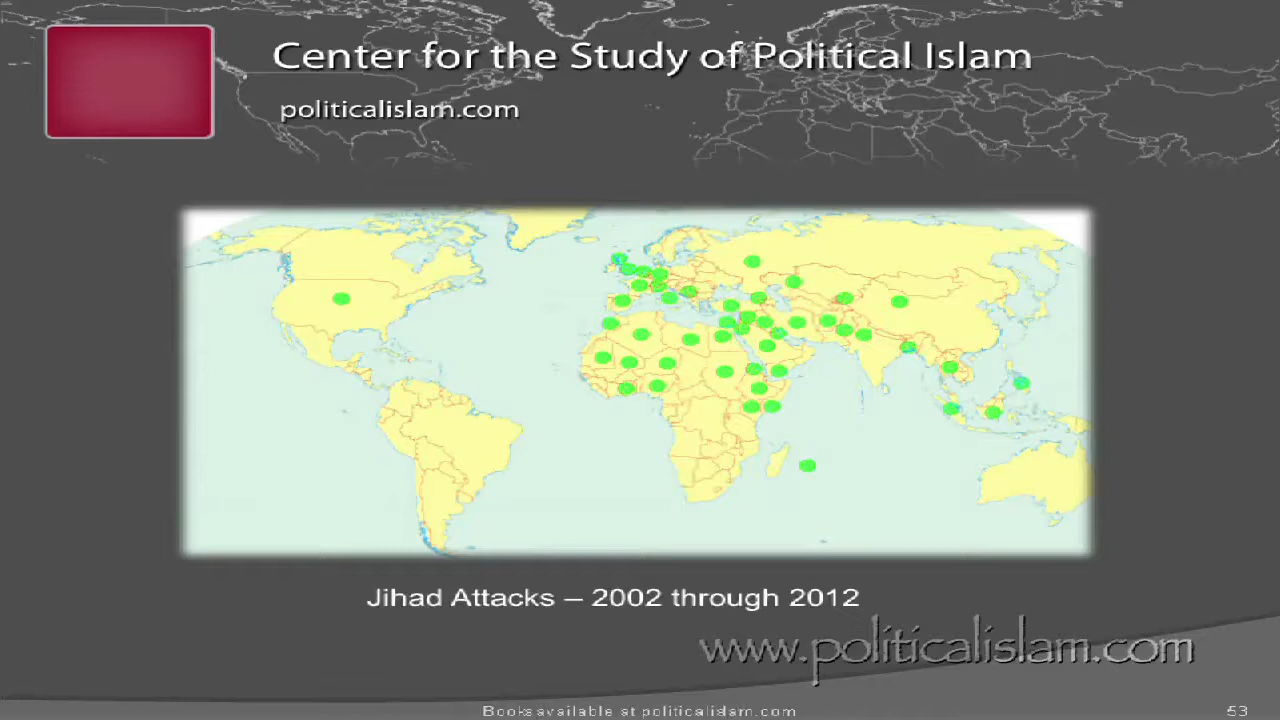 Center for the Study of Political Islam
politicalislam.com
Jihad Attacks – 2002 through 2012
www.politicalislam.com
Books available at politicalislam.com
53